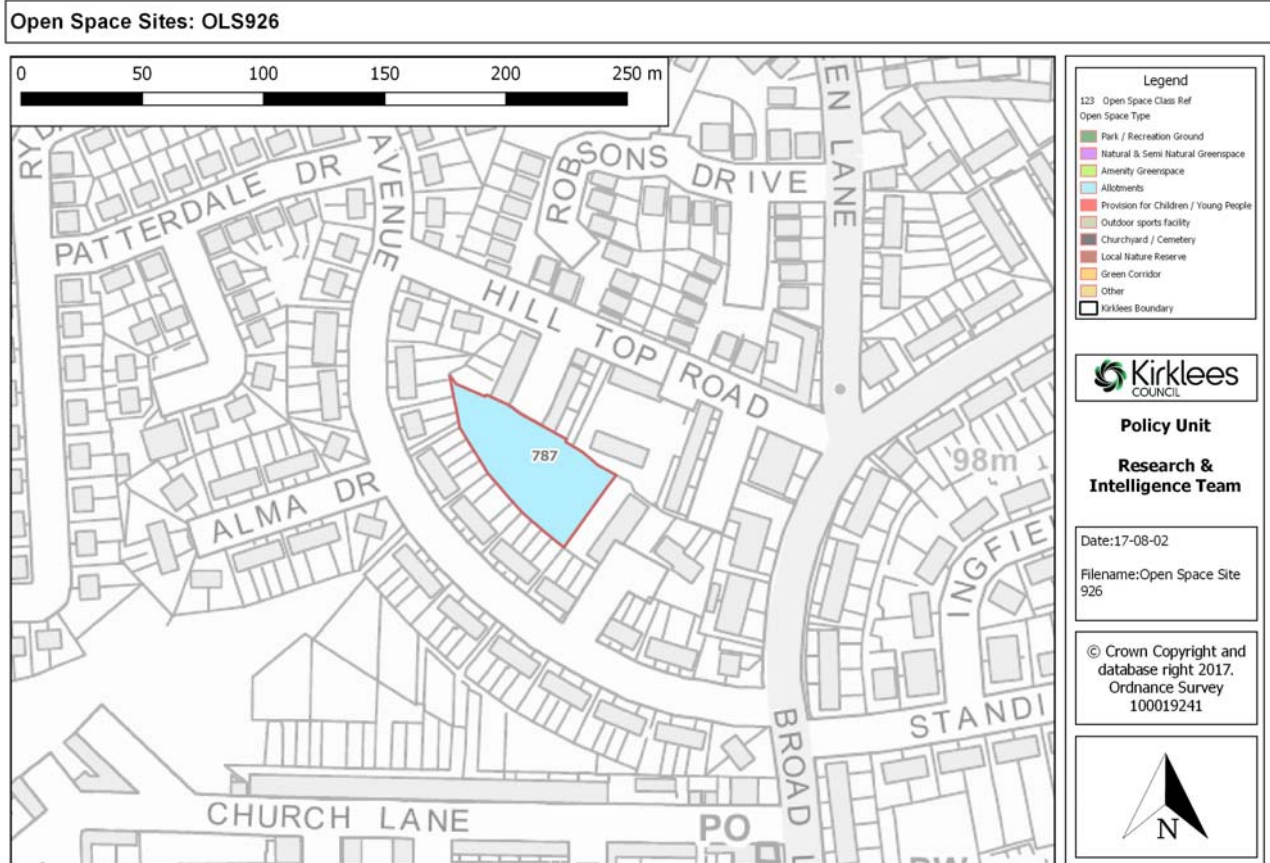 Open Space Sites: OLS926
0 50 100 150 200 250 m
PATTERDALE DR
AVENUE
ROBSONS DRIVE
EN LANE
HILL TOP ROAD
787
ALMA DR
98m
INGFIE
STANDI
BROAD L
CHURCH LANE
PO
Legend
123 Open Space Class Ref
Open Space Type
Park / Recreation Ground
Natural & Semi Natural Greenspace
Amenity Greenspace
Allotments
Provision for Children / Young People
Outdoor sports facility
Churchyard / Cemetery
Local Nature Reserve
Green Corridor
Other
Kirklees Boundary
Kirklees
COUNCIL
Policy Unit
Research &
Intelligence Team
Date:17-08-02
Filename:Open Space Site
926
© Crown Copyright and
database right 2017.
Ordnance Survey
100019241
N